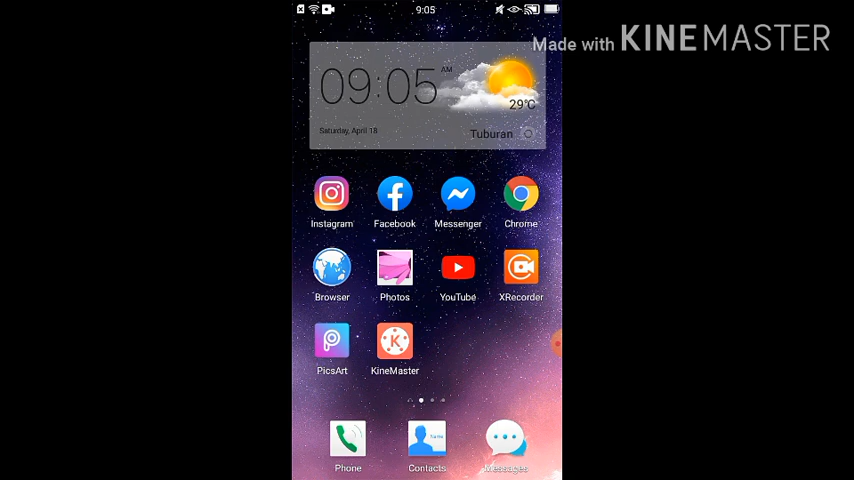 9:05
Made with KINEMASTER
09:05 AM
29°C
Saturday, April 18
Tuburan
Instagram
Facebook
Messenger
Chrome
Browser
Photos
YouTube
XRecorder
PicsArt
KineMaster
Name
Phone
Contacts
Messages